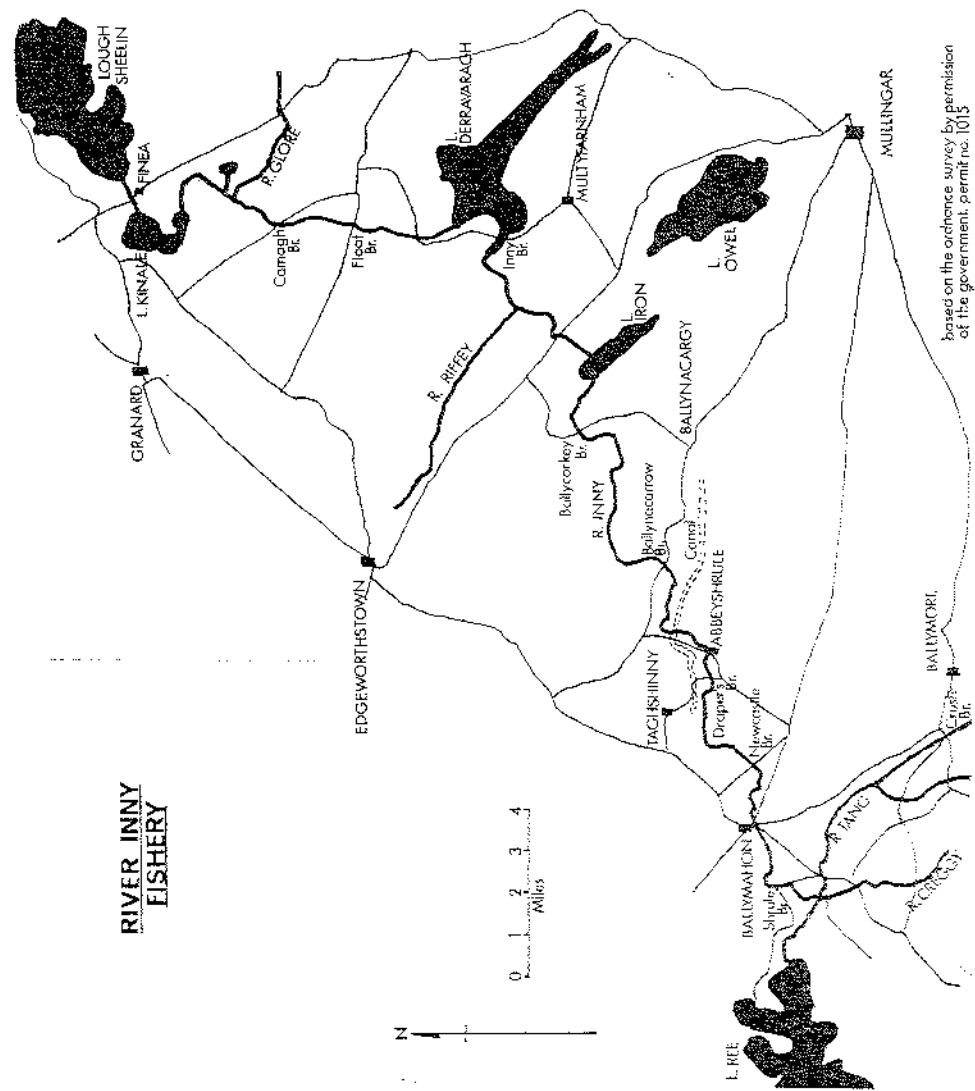 RIVER INNY
FISHERY
N
0 1 2 3 4
Miles
LOUGH
SHEELIN
FINEA
L. KINALE
R. GLORE
GRANARD
Camagh
Br.
Float
Br.
L.
DERRAVARAGH
MULTYFARNHAM
Inny
Br.
R. RIFFEY
L.
OWEL
L.
IRON
MULLINGAR
EDGEWORTHSTOWN
Ballycorkey
Br.
BALLYNACARGY
R. INNY
Ballynacarrow
Br.
Canal
ABBEYSHRULE
TAGHSHINNY
Draper's
Br.
Newcastle
Br.
BALLYMORE
Br.
BALLYMAHON
Shrule
Br.
R. TANG
L. REE
based on the ordnance survey by permission
of the government. permit no. 1015